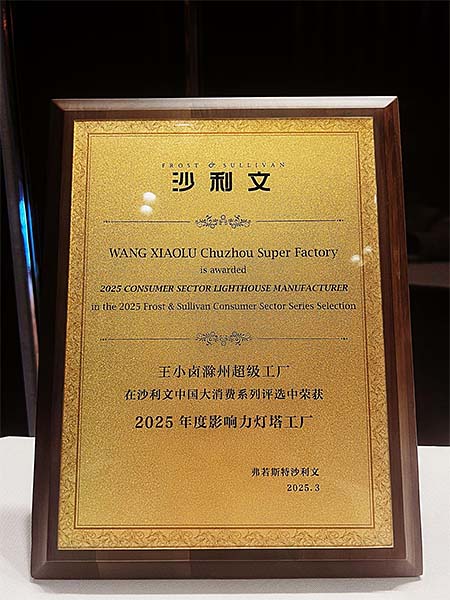 FROST & SULLIVAN
沙利文
WANG XIAOLU Chuzhou Super Factory
is awarded
2025 CONSUMER SECTOR LIGHTHOUSE MANUFACTURER
in the 2025 Frost & Sullivan Consumer Sector Series Selection
王小卤滁州超级工厂
在沙利文中国大消费系列评选中荣获
2025 年度影响力灯塔工厂
弗若斯特沙利文
2025.3